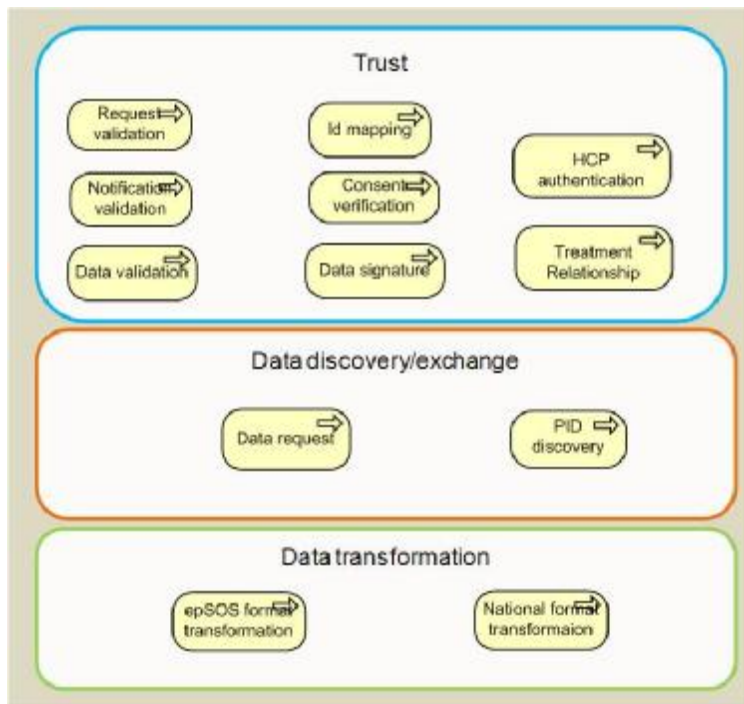 Trust
Request
validation
Id mapping
HCP
authentication
Notification
validation
Consent
verification
Data validation
Data signature
Treatment
Relationship
Data discovery/exchange
Data request
PID
discovery
Data transformation
epSOS format
transformation
National format
transformaion